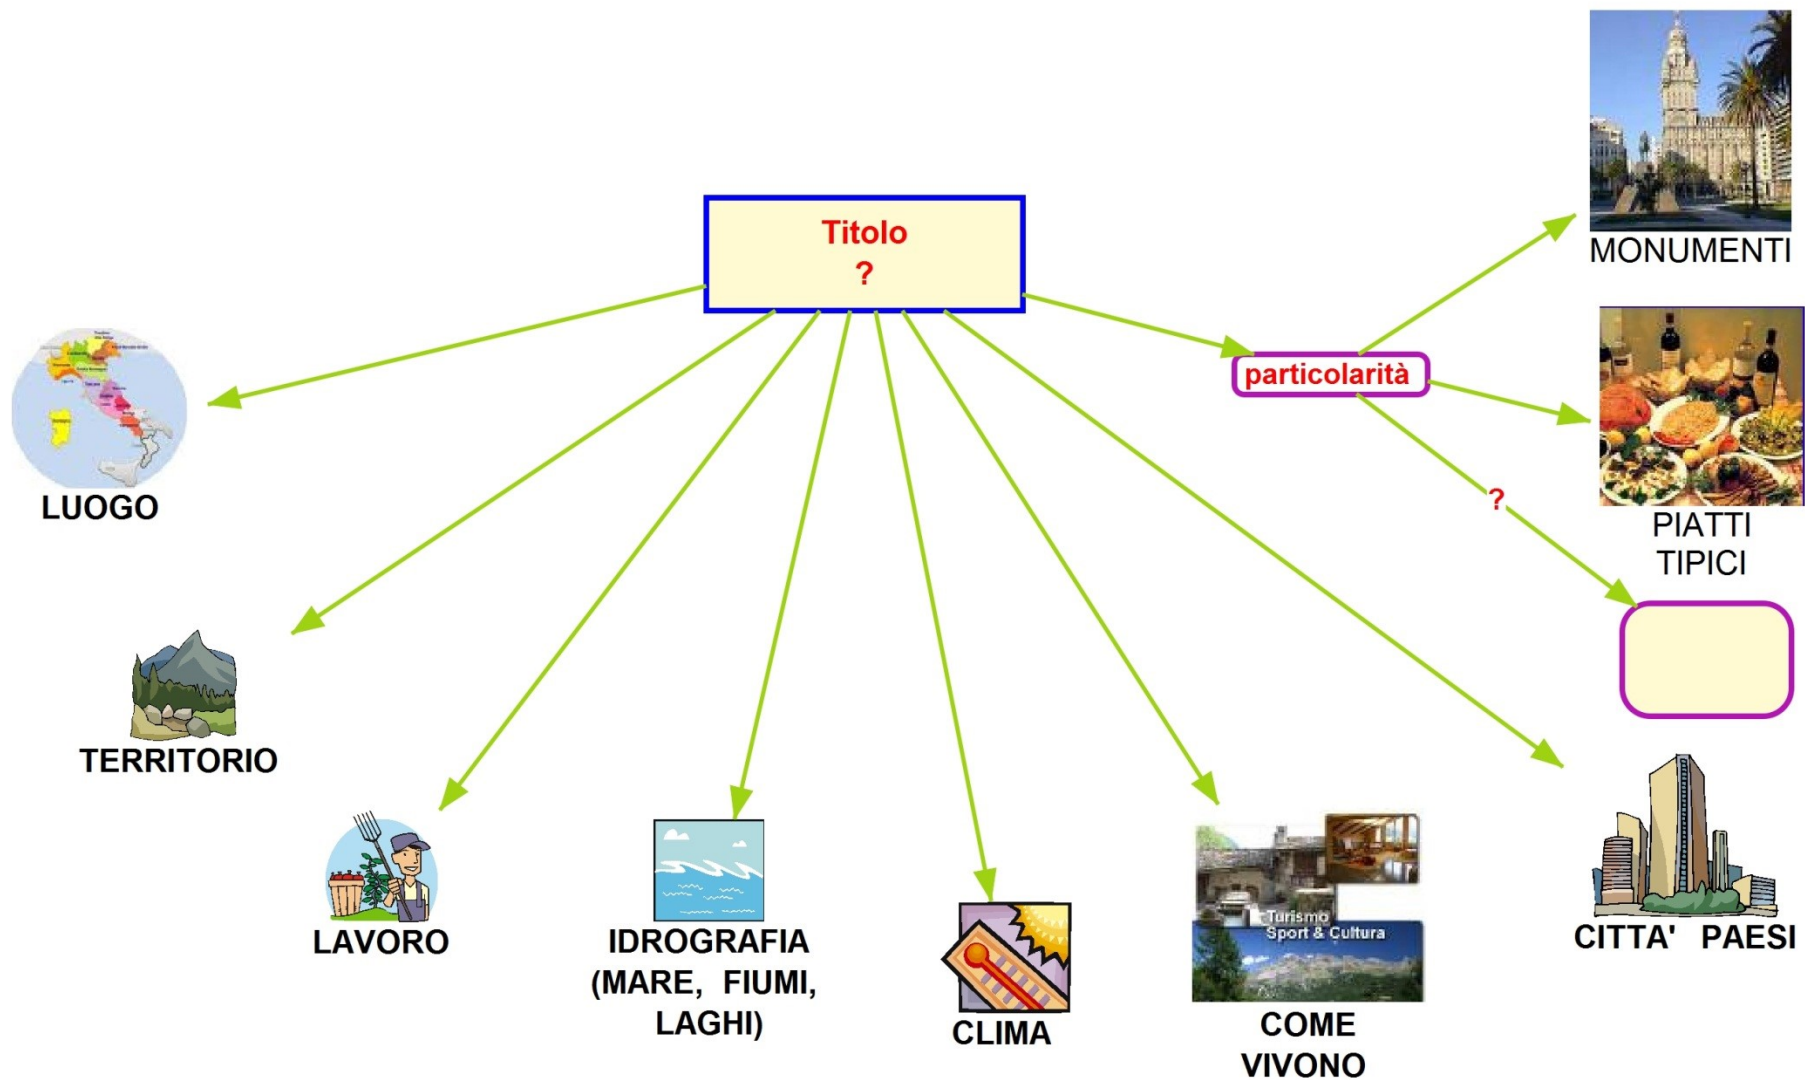 Titolo
?
MONUMENTI
particolarità
PIATTI
TIPICI
?
LUOGO
TERRITORIO
LAVORO
IDROGRAFIA
(MARE, FIUMI,
LAGHI)
CLIMA
Turismo
Sport & Cultura
COME
VIVONO
CITTA' PAESI